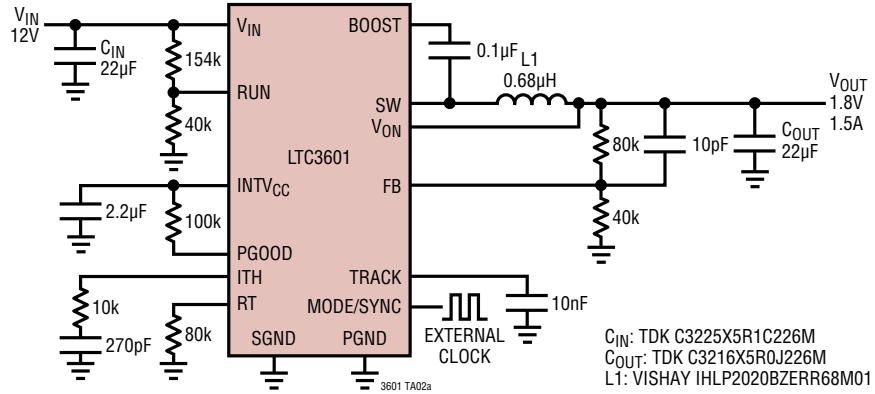 VIN
12V
CIN
22µF
154k
40k
VIN
RUN
BOOST
0.1µF
L1
0.68µH
SW
VON
VOUT
1.8V
1.5A
80k
10pF
COUT
22µF
LTC3601
INTVCC
FB
2.2µF
100k
40k
PGOOD
ITH
TRACK
10k
RT
MODE/SYNC
10nF
270pF
80k
SGND
PGND
EXTERNAL
CLOCK
3601 TA02a
CIN: TDK C3225X5R1C226M
COUT: TDK C3216X5R0J226M
L1: VISHAY IHLP2020BZERR68M01